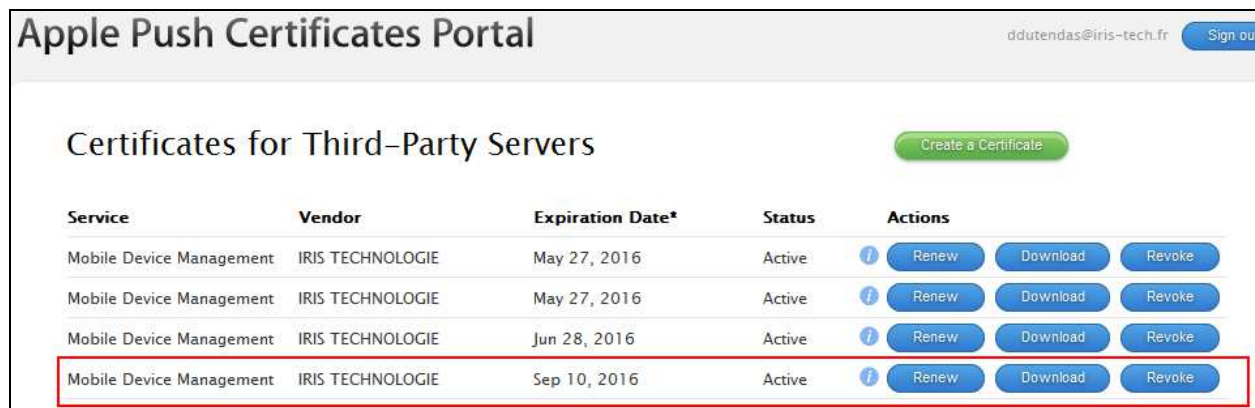 Apple Push Certificates Portal
ddutendas@iris-tech.fr
Sign ou
Certificates for Third-Party Servers
Create a Certificate
Service Vendor Expiration Date* Status Actions
Mobile Device Management IRIS TECHNOLOGIE May 27, 2016 Active i Renew Download Revoke
Mobile Device Management IRIS TECHNOLOGIE May 27, 2016 Active i Renew Download Revoke
Mobile Device Management IRIS TECHNOLOGIE Jun 28, 2016 Active i Renew Download Revoke
Mobile Device Management IRIS TECHNOLOGIE Sep 10, 2016 Active i Renew Download Revoke